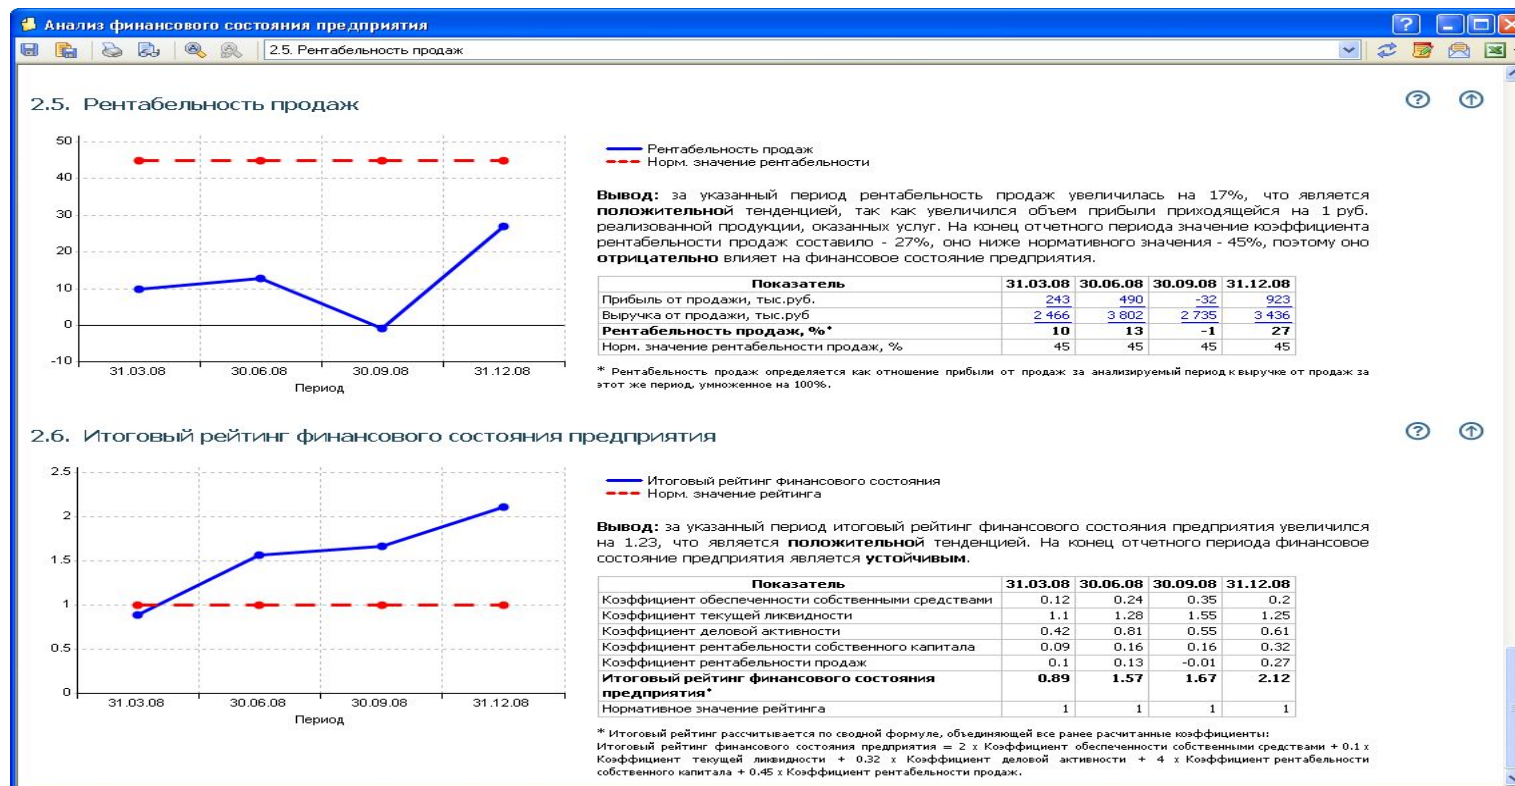 Анализ финансового состояния предприятия
2.5. Рентабельность продаж
2.5. Рентабельность продаж
50
40
30
20
10
0
-10
31.03.08 30.06.08 30.09.08 31.12.08
Период
Рентабельность продаж
Норм. значение рентабельности
Вывод: за указанный период рентабельность продаж увеличилась на 17%, что является
положительной тенденцией, так как увеличился объем прибыли приходящейся на 1 руб.
реализованной продукции, оказанных услуг. На конец отчетного периода значение коэффициента
рентабельности продаж составило - 27%, оно ниже нормативного значения - 45%, поэтому оно
отрицательно влияет на финансовое состояние предприятия.
Показатель 31.03.08 30.06.08 30.09.08 31.12.08
Прибыль от продажи, тыс.руб. 243 490 -32 923
Выручка от продажи, тыс.руб 2 466 3 802 2 735 3 436
Рентабельность продаж, %* 10 13 -1 27
Норм. значение рентабельности продаж, % 45 45 45 45
* Рентабельность продаж определяется как отношение прибыли от продаж за анализируемый период к выручке от продаж за
этот же период, умноженное на 100%.
2.6. Итоговый рейтинг финансового состояния предприятия
2.5
2
1.5
1
0.5
0
31.03.08 30.06.08 30.09.08 31.12.08
Период
Итоговый рейтинг финансового состояния
Норм. значение рейтинга
Вывод: за указанный период итоговый рейтинг финансового состояния предприятия увеличился
на 1.23, что является положительной тенденцией. На конец отчетного периода финансовое
состояние предприятия является устойчивым.
Показатель 31.03.08 30.06.08 30.09.08 31.12.08
Коэффициент обеспеченности собственными средствами 0.12 0.24 0.35 0.2
Коэффициент текущей ликвидности 1.1 1.28 1.55 1.25
Коэффициент деловой активности 0.42 0.81 0.55 0.61
Коэффициент рентабельности собственного капитала 0.09 0.16 0.16 0.32
Коэффициент рентабельности продаж 0.1 0.13 -0.01 0.27
Итоговый рейтинг финансового состояния 0.89 1.57 1.67 2.12
предприятия*
Нормативное значение рейтинга 1 1 1 1
* Итоговый рейтинг рассчитывается по сводной формуле, объединяющей все ранее расчитанные коэффициенты:
Итоговый рейтинг финансового состояния предприятия = 2 x Коэффициент обеспеченности собственными средствами + 0.1 x
Коэффициент текущей ликвидности + 0.32 x Коэффициент деловой активности + 4 x Коэффициент рентабельности
собственного капитала + 0.45 x Коэффициент рентабельности продаж.